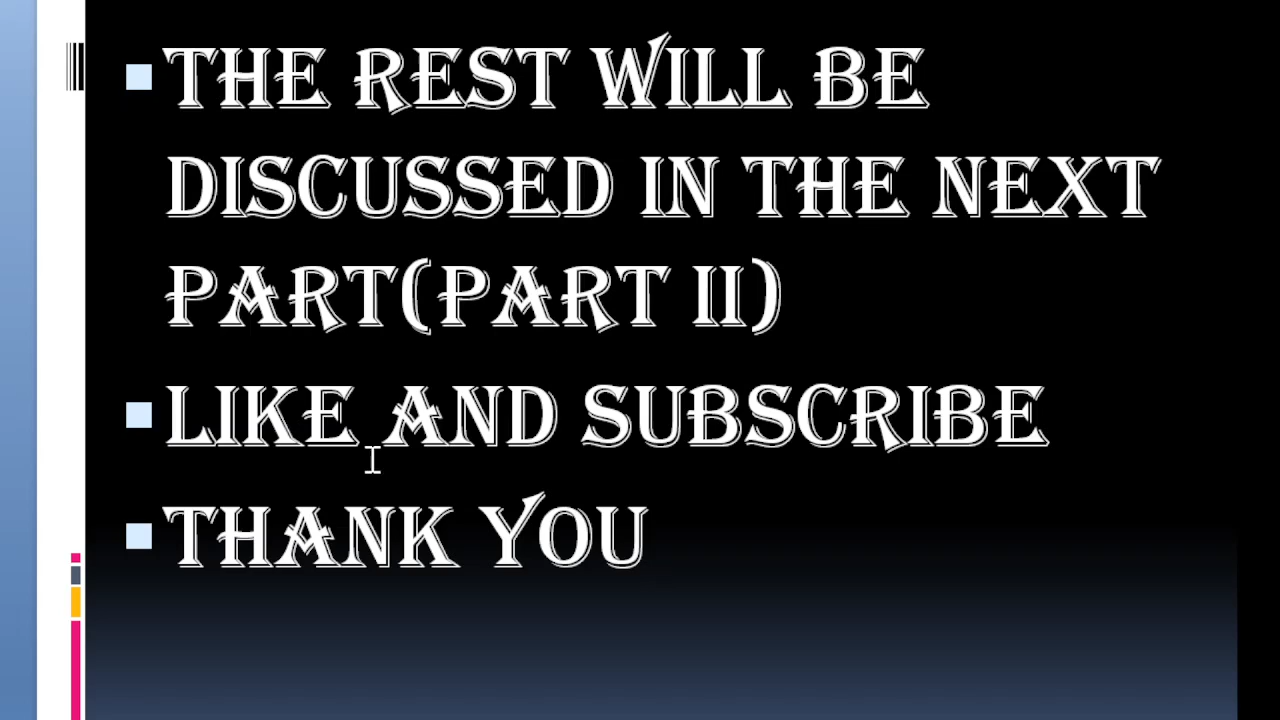 THE REST WILL BE
DISCUSSED IN THE NEXT
PART(PART II)
LIKE AND SUBSCRIBE
THANK YOU